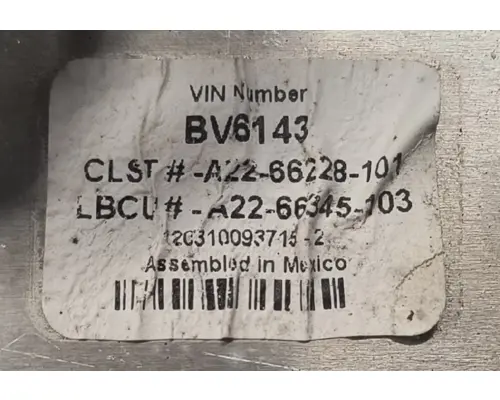 VIN Number
BV6143
CLST # -A22-66228-101
LBCU # - A22-66345-103
120310093715 -2
Assembled in Mexico